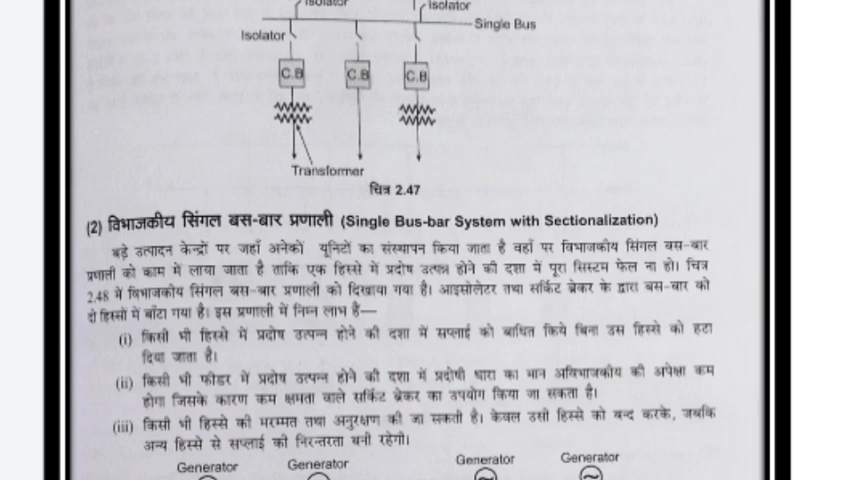 Isolator
Isolator
Single Bus
Isolator
C.B C.B C.B
Transformer
चित्र 2.47
(2) विभाजकीय सिंगल बस-बार प्रणाली (Single Bus-bar System with Sectionalization)
बड़े उत्पादन केन्द्रों पर जहाँ अनेकों यूनिटों का संस्थापन किया जाता है वहाँ पर विभाजकीय सिंगल बस-बार
प्रणाली को काम में लाया जाता है ताकि एक हिस्से में प्रदोष उत्पन्न होने की दशा में पूरा सिस्टम फेल ना हो। चित्र
2.48 में विभाजकीय सिंगल बस-बार प्रणाली को दिखाया गया है। आइसोलेटर तथा सर्किट ब्रेकर के द्वारा बस-बार को
दो हिस्सों मे बाँटा गया है। इस प्रणाली में निम्न लाभ हैं—
(i) किसी भी हिस्से में प्रदोष उत्पन्न होने की दशा में सप्लाई को बाधित किये बिना उस हिस्से को हटा
दिया जाता है।
(ii) किसी भी फीडर में प्रदोष उत्पन्न होने की दशा में प्रदोषी धारा का मान अविभाजकीय की अपेक्षा कम
होगा जिसके कारण कम क्षमता वाले सर्किट ब्रेकर का उपयोग किया जा सकता है।
(iii) किसी भी हिस्से की मरम्मत तथा अनुरक्षण की जा सकती है। केवल उसी हिस्से को बन्द करके, जबकि
अन्य हिस्से से सप्लाई की निरन्तरता बनी रहेगी।
Generator Generator Generator Generator